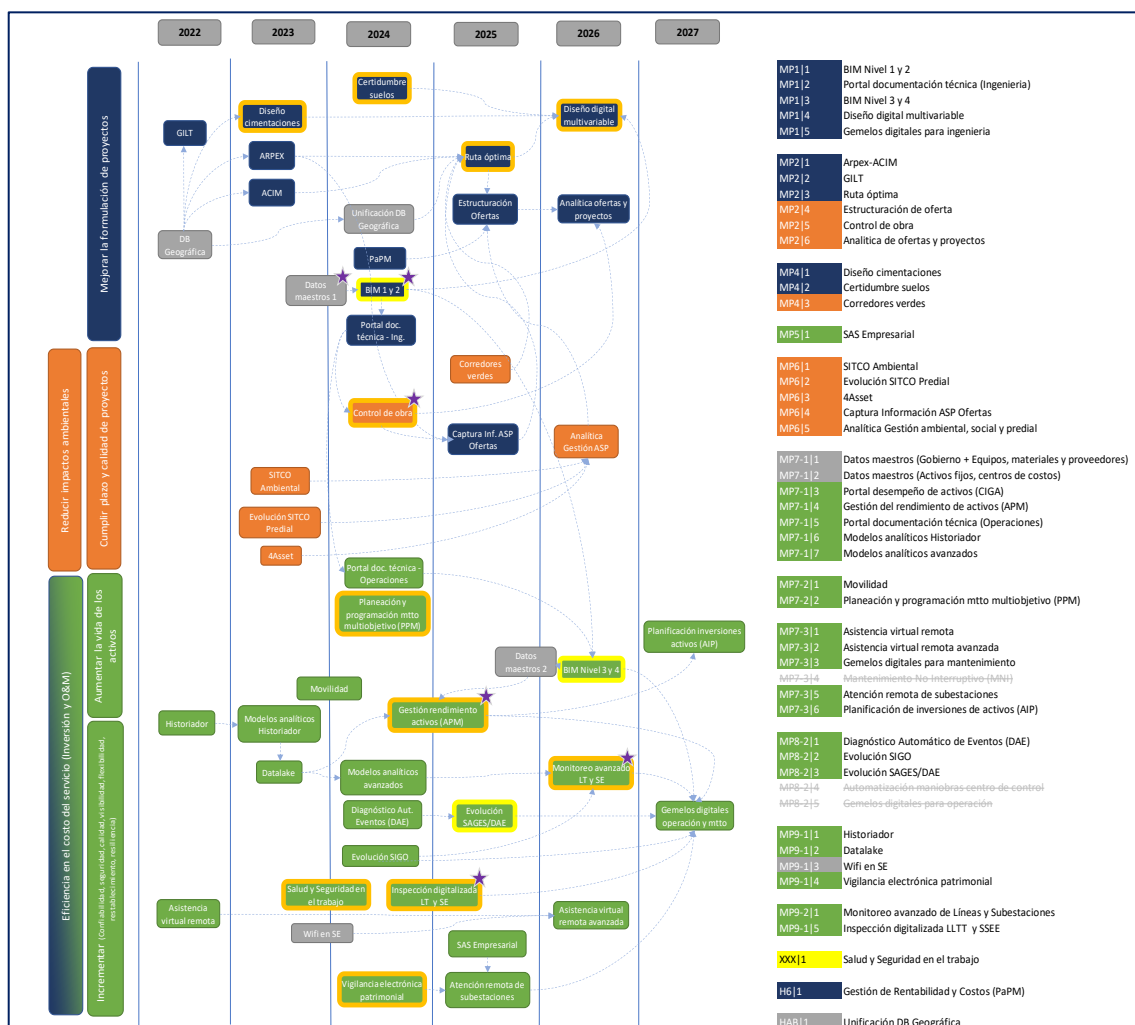 2022
2023
2024
2025
2026
2027
Mejorar la formulación de proyectos
Reducir impactos ambientales
Cumplir plazo y calidad de proyectos
Eficiencia en el costo del servicio (Inversión y O&M)
Aumentar la vida de los
activos
Incrementar (Confiabilidad, seguridad, calidad, visibilidad, flexibilidad,
restablecimiento, resiliencia)
Certidumbre
suelos
Diseño
cimentaciones
Diseño digital
multivariable
GILT
ARPEX
Ruta óptima
ACIM
Estructuración
Ofertas
Analítica ofertas y
proyectos
Unificación DB
Geográfica
DB
Geográfica
PaPM
Datos
maestros 1
BIM 1 y 2
Portal doc.
técnica - Ing.
Corredores
verdes
Control de obra
Captura Inf. ASP
Ofertas
Analítica
Gestión ASP
SITCO
Ambiental
Evolución SITCO
Predial
4Asset
Portal doc. técnica -
Operaciones
Planeación y
programación mtto
multiobjetivo (PPM)
Planificación inversiones
activos (AIP)
Datos
maestros 2
BIM Nivel 3 y 4
Movilidad
Historiador
Modelos analíticos
Historiador
Gestión rendimiento
activos (APM)
Datalake
Modelos analíticos
avanzados
Monitoreo avanzado
LT y SE
Diagnóstico Aut.
Eventos (DAE)
Evolución
SAGES/DAE
Gemelos digitales
operación y mtto
Evolución SIGO
Salud y Seguridad en
el trabajo
Inspección digitalizada
LT y SE
Asistencia
virtual remota
Asistencia virtual
remota avanzada
Wifi en SE
SAS Empresarial
Vigilancia electrónica
patrimonial
Atención remota de
subestaciones
MP1|1 BIM Nivel 1 y 2
MP1|2 Portal documentación técnica (Ingenieria)
MP1|3 BIM Nivel 3 y 4
MP1|4 Diseño digital multivariable
MP1|5 Gemelos digitales para ingenieria
MP2|1 Arpex-ACIM
MP2|2 GILT
MP2|3 Ruta óptima
MP2|4 Estructuración de oferta
MP2|5 Control de obra
MP2|6 Analitica de ofertas y proyectos
MP4|1 Diseño cimentaciones
MP4|2 Certidumbre suelos
MP4|3 Corredores verdes
MP5|1 SAS Empresarial
MP6|1 SITCO Ambiental
MP6|2 Evolución SITCO Predial
MP6|3 4Asset
MP6|4 Captura Información ASP Ofertas
MP6|5 Analítica Gestión ambiental, social y predial
MP7-1|1 Datos maestros (Gobierno + Equipos, materiales y proveedores)
MP7-1|2 Datos maestros (Activos fijos, centros de costos)
MP7-1|3 Portal desempeño de activos (CIGA)
MP7-1|4 Gestión del rendimiento de activos (APM)
MP7-1|5 Portal documentación técnica (Operaciones)
MP7-1|6 Modelos analíticos Historiador
MP7-1|7 Modelos analíticos avanzados
MP7-2|1 Movilidad
MP7-2|2 Planeación y programación mtto multiobjetivo (PPM)
MP7-3|1 Asistencia virtual remota
MP7-3|2 Asistencia virtual remota avanzada
MP7-3|3 Gemelos digitales para mantenimiento
MP7-3|4 Mantenimiento No Interruptivo (MNI)
MP7-3|5 Atención remota de subestaciones
MP7-3|6 Planificación de inversiones de activos (AIP)
MP8-2|1 Diagnóstico Automático de Eventos (DAE)
MP8-2|2 Evolución SIGO
MP8-2|3 Evolución SAGES/DAE
MP8-2|4 Automatización maniobras centro de control
MP8-2|5 Gemelos digitales para operación
MP9-1|1 Historiador
MP9-1|2 Datalake
MP9-1|3 Wifi en SE
MP9-1|4 Vigilancia electrónica patrimonial
MP9-2|1 Monitoreo avanzado de Líneas y Subestaciones
MP9-1|5 Inspección digitalizada LLTT y SSEE
XXX|1 Salud y Seguridad en el trabajo
H6|1 Gestión de Rentabilidad y Costos (PaPM)
HAB|1 Unificación DB Geográfica